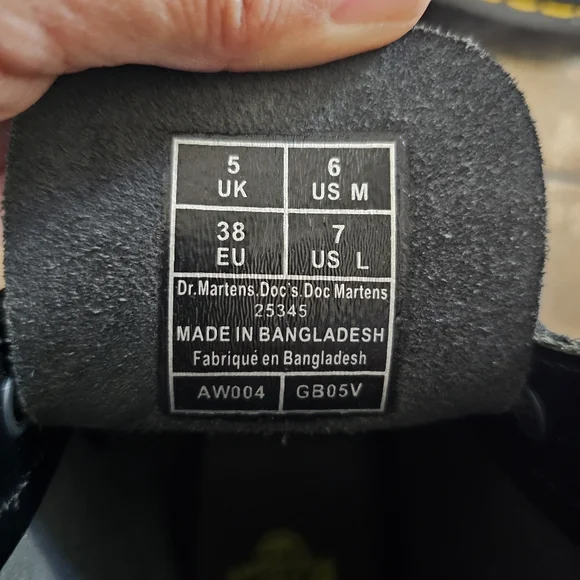 5 6
UK US M
38 7
EU US L
Dr.Martens.Doc's.Doc Martens
25345
MADE IN BANGLADESH
Fabriqué en Bangladesh
AW004 GB05V